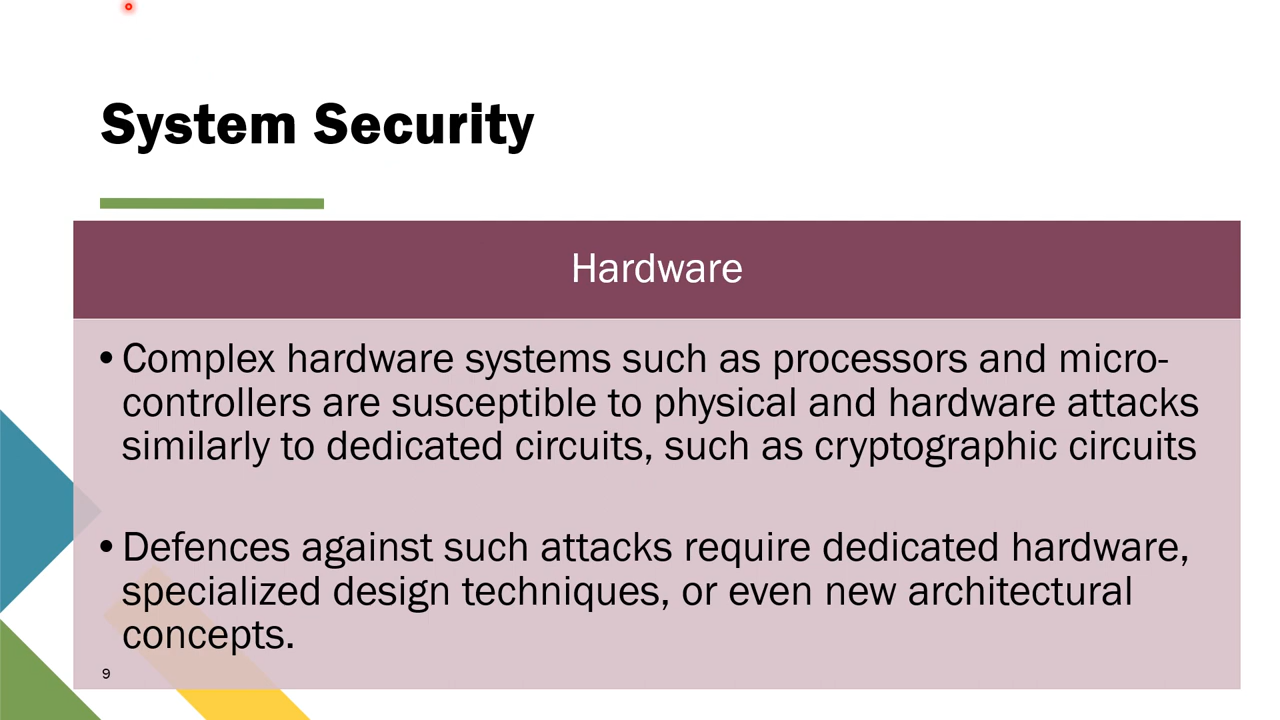 System Security
Hardware
• Complex hardware systems such as processors and micro-
controllers are susceptible to physical and hardware attacks
similarly to dedicated circuits, such as cryptographic circuits
• Defences against such attacks require dedicated hardware,
specialized design techniques, or even new architectural
concepts.
9